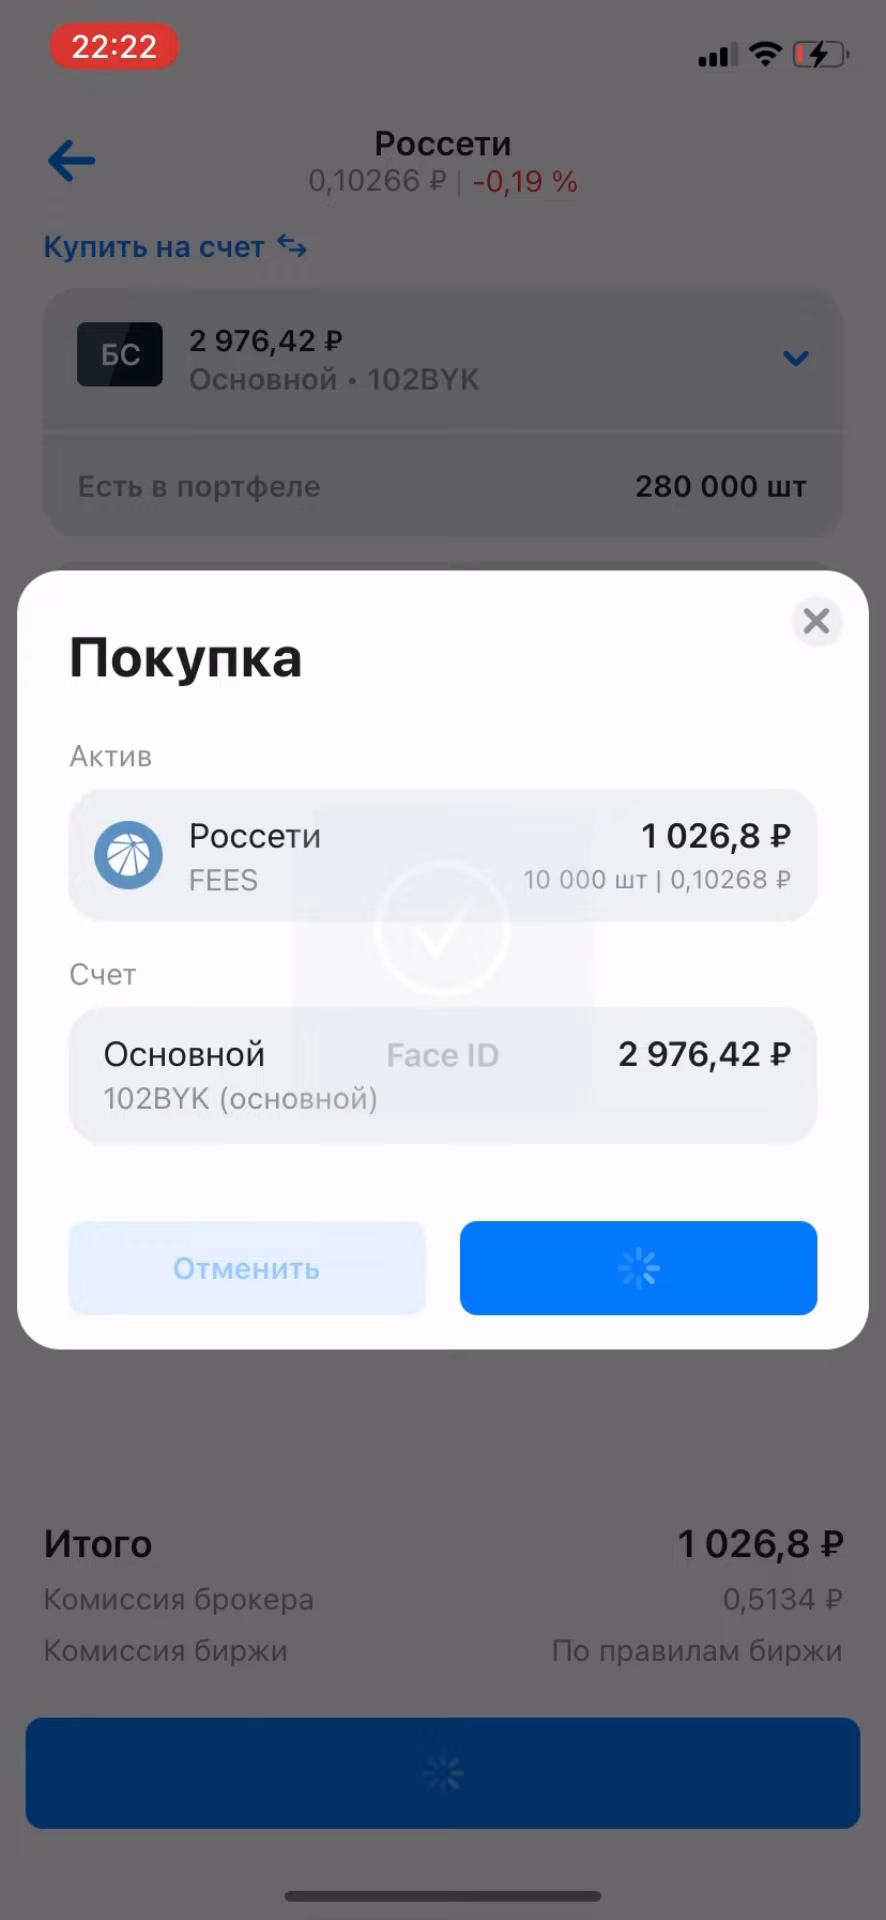 22:22
Россети
0,10266 ₽ | -0,19 %
Купить на счет
БС
2 976,42 ₽
Основной • 102BYK
Есть в портфеле
280 000 шт
Покупка
Актив
Россети
1 026,8 ₽
FEES
10 000 шт | 0,10268 ₽
Счет
Основной
Face ID
2 976,42 ₽
102BYK (основной)
Отменить
Итого
1 026,8 ₽
Комиссия брокера
0,5134 ₽
Комиссия биржи
По правилам биржи